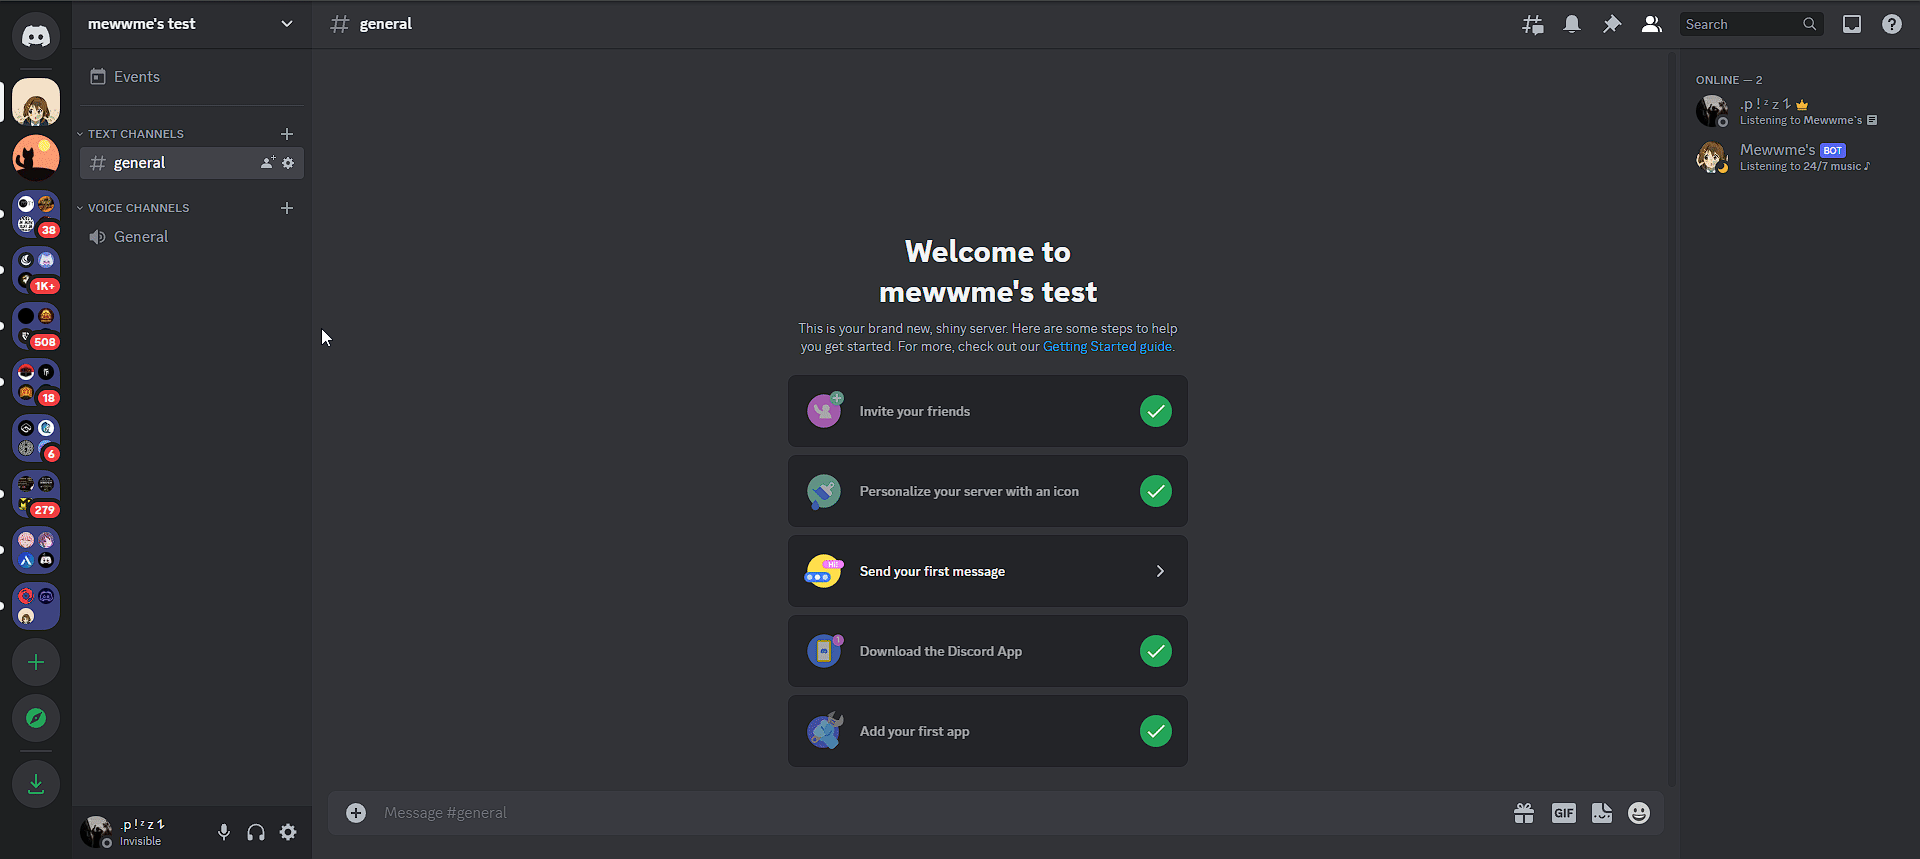 mewwme's test
general
Search
Events
TEXT CHANNELS
general
VOICE CHANNELS
General
38
1K+
508
18
6
279
Welcome to
mewwme's test
This is your brand new, shiny server. Here are some steps to help
you get started. For more, check out our Getting Started guide.
Invite your friends
Personalize your server with an icon
Hi!
Send your first message
1
Download the Discord App
Add your first app
Message #general
GIF
Invisible
ONLINE — 2
Listening to Mewwme`s
Mewwme's BOT
Listening to 24/7 music ♪